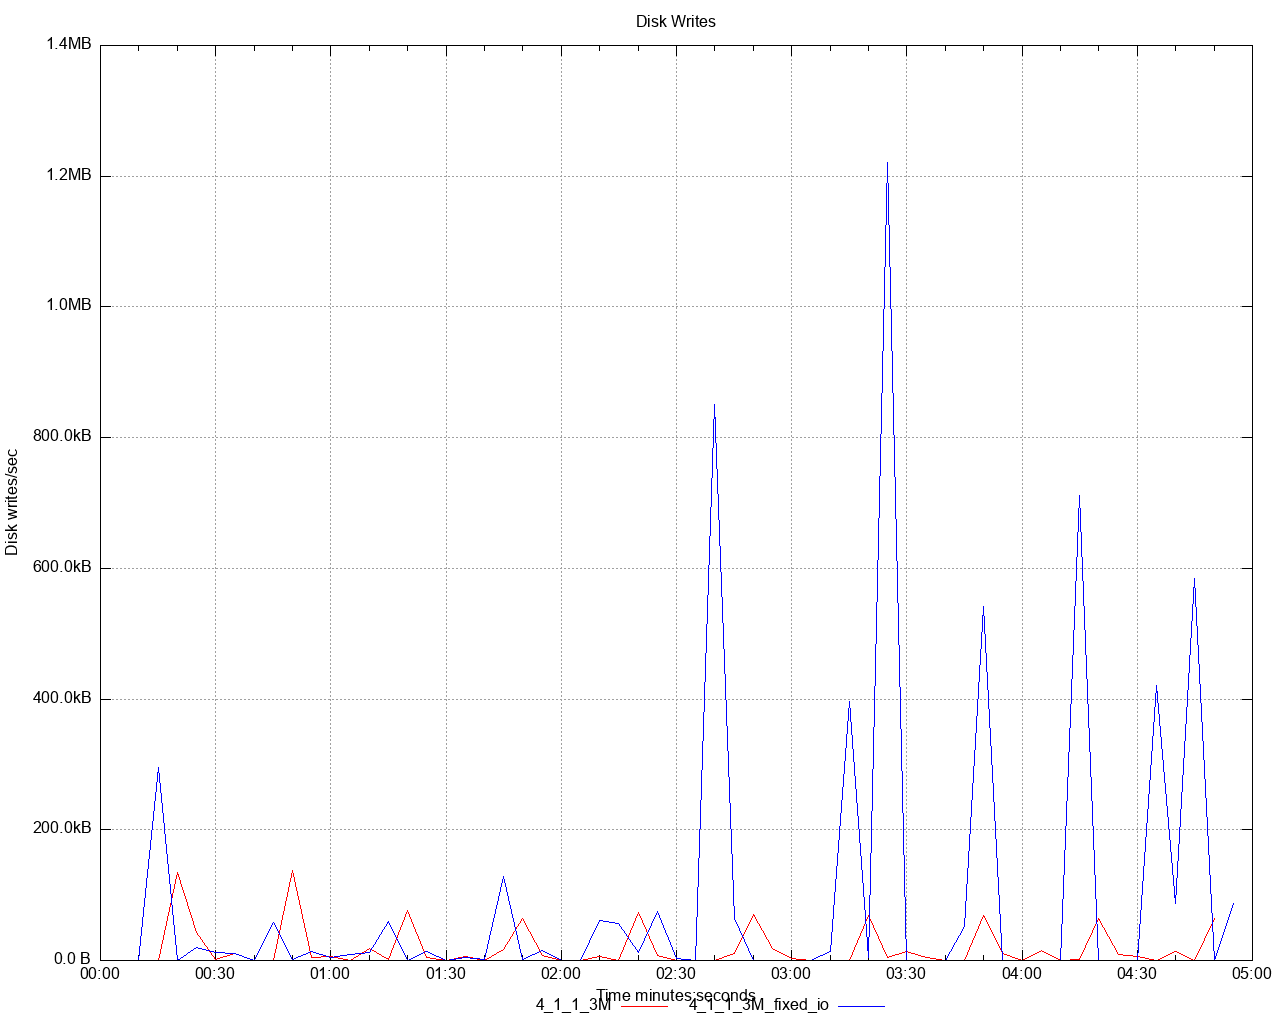 Disk Writes
1.4MB
1.2MB
1.0MB
800.0kB
600.0kB
400.0kB
200.0kB
0.0 B
Disk writes/sec
00:00 00:30 01:00 01:30 02:00 02:30 03:00 03:30 04:00 04:30 05:00
Time minutes:seconds
4_1_1_3M 4_1_1_3M_fixed_io